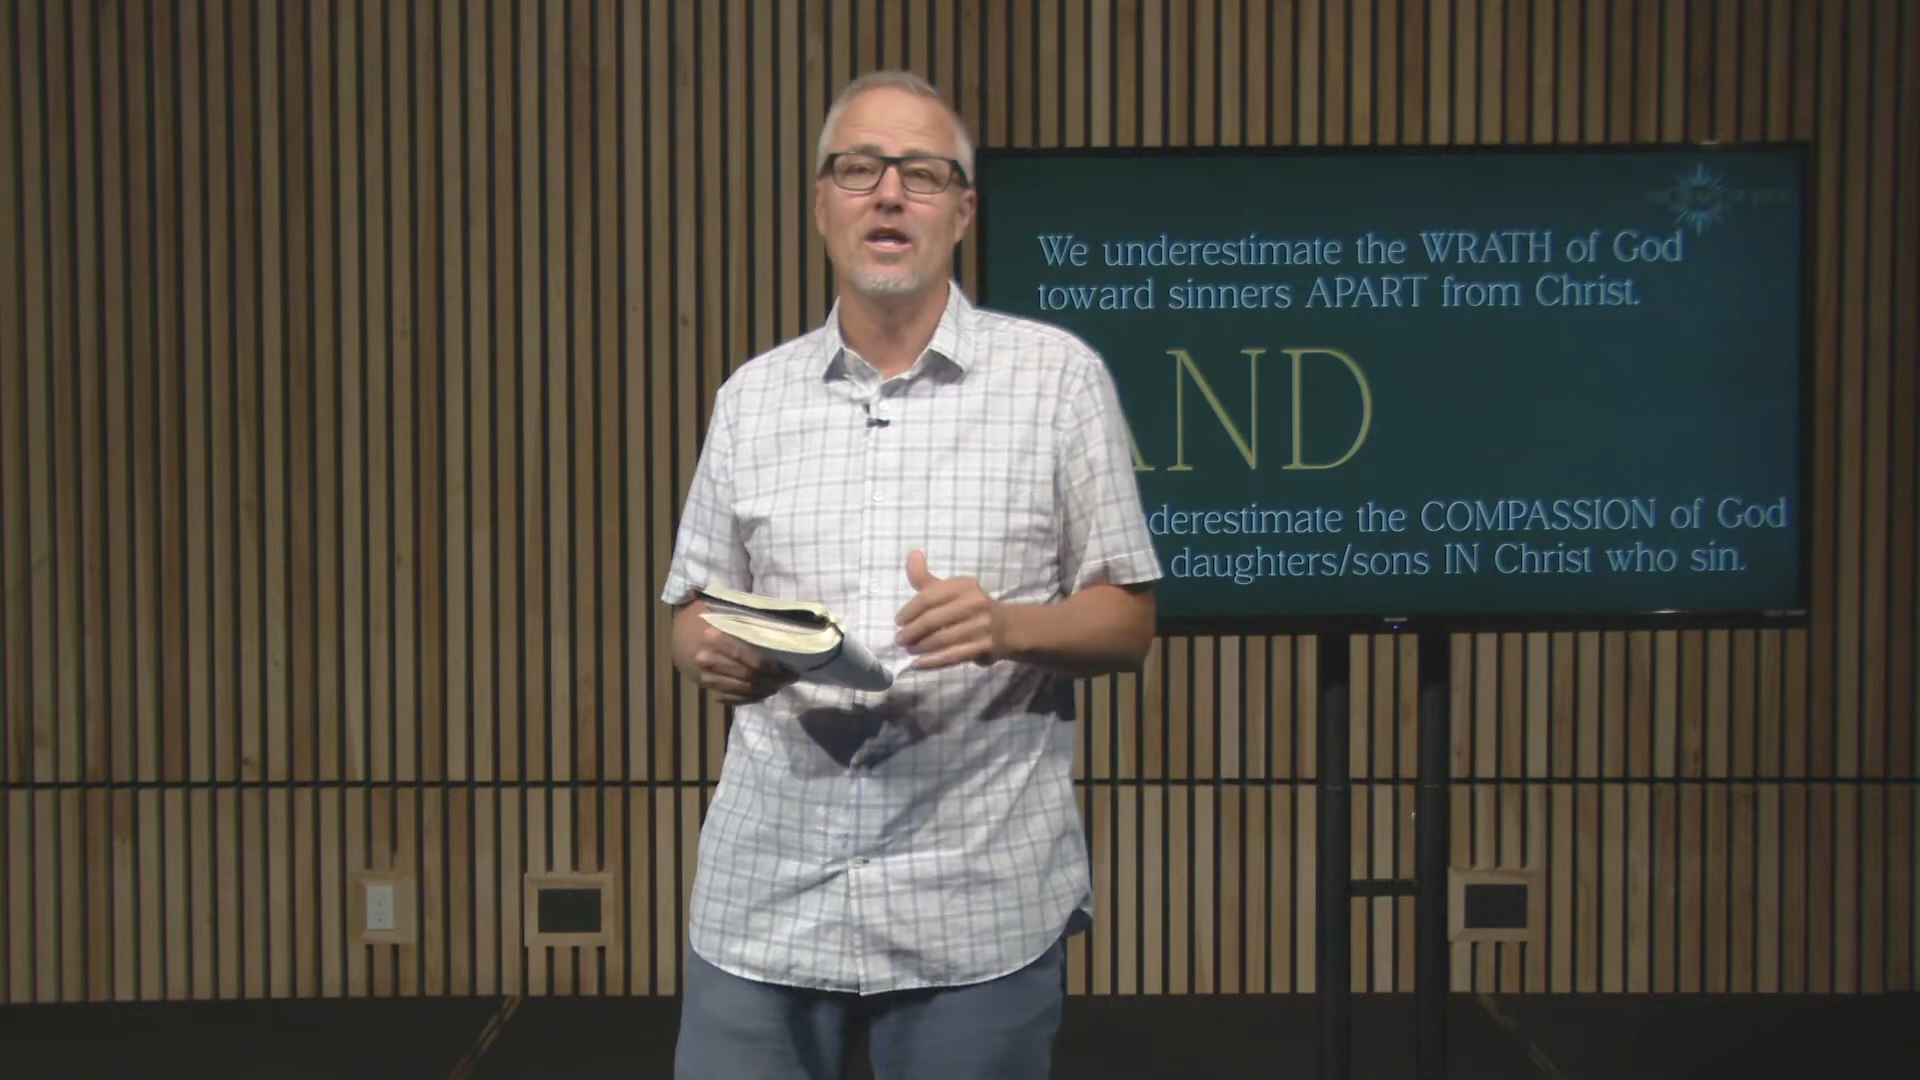 We underestimate the WRATH of God
toward sinners APART from Christ.
AND
derestimate the COMPASSION of God
daughters/sons IN Christ who sin.